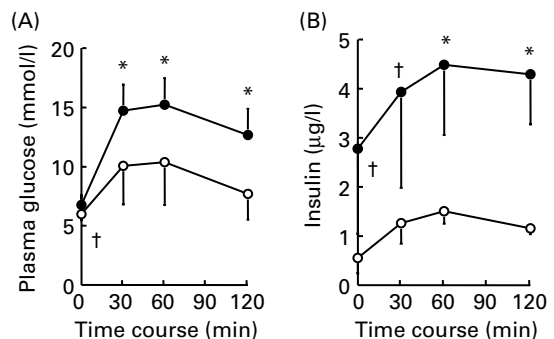 (A)
Plasma glucose (mmol/l)
20
15
10
5
0
* * *
†
0 30 60 90 120
Time course (min)
(B)
Insulin (μg/l)
5
4
3
2
1
0
† * *
†
0 30 60 90 120
Time course (min)